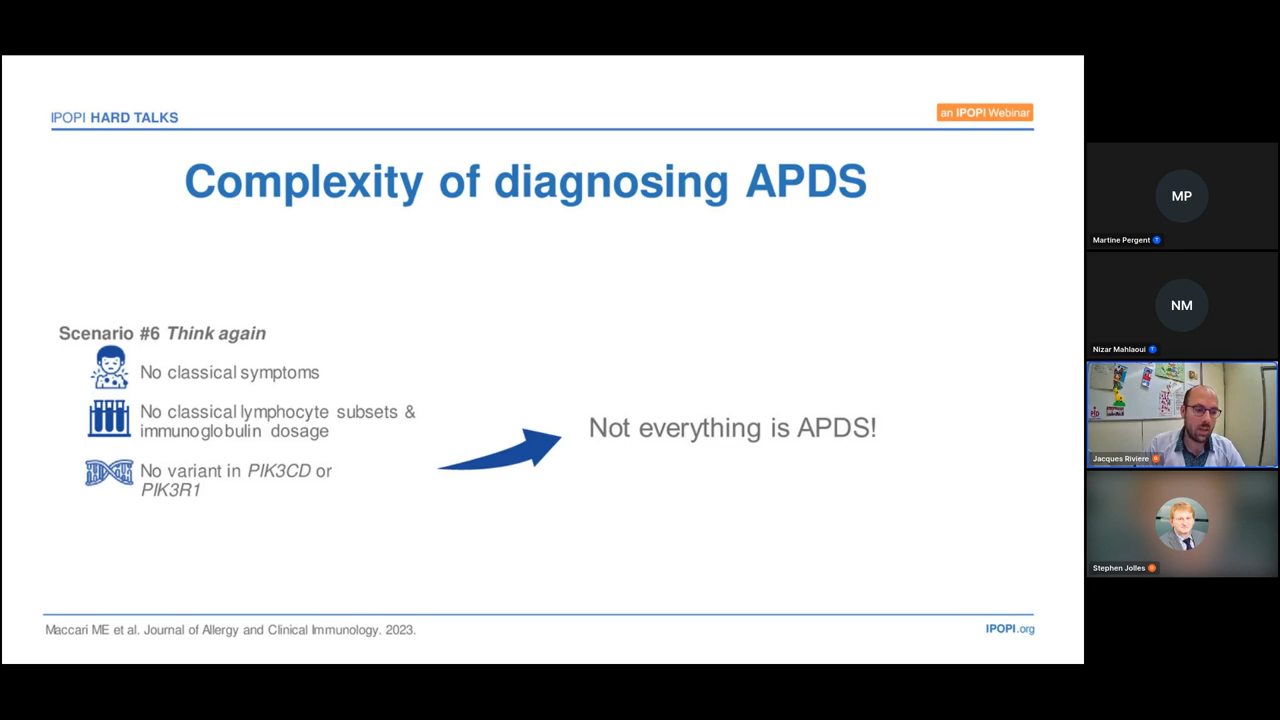 IPOPI HARD TALKS
an IPOPI Webinar
Complexity of diagnosing APDS
Scenario #6 Think again
No classical symptoms
No classical lymphocyte subsets &
immunoglobulin dosage
No variant in PIK3CD or
PIK3R1
Not everything is APDS!
Maccari ME et al. Journal of Allergy and Clinical Immunology. 2023.
IPOPI.org
MP
Martine Pergent
NM
Nizar Mahlaoui
PID
Jacques Riviere
Stephen Jolles